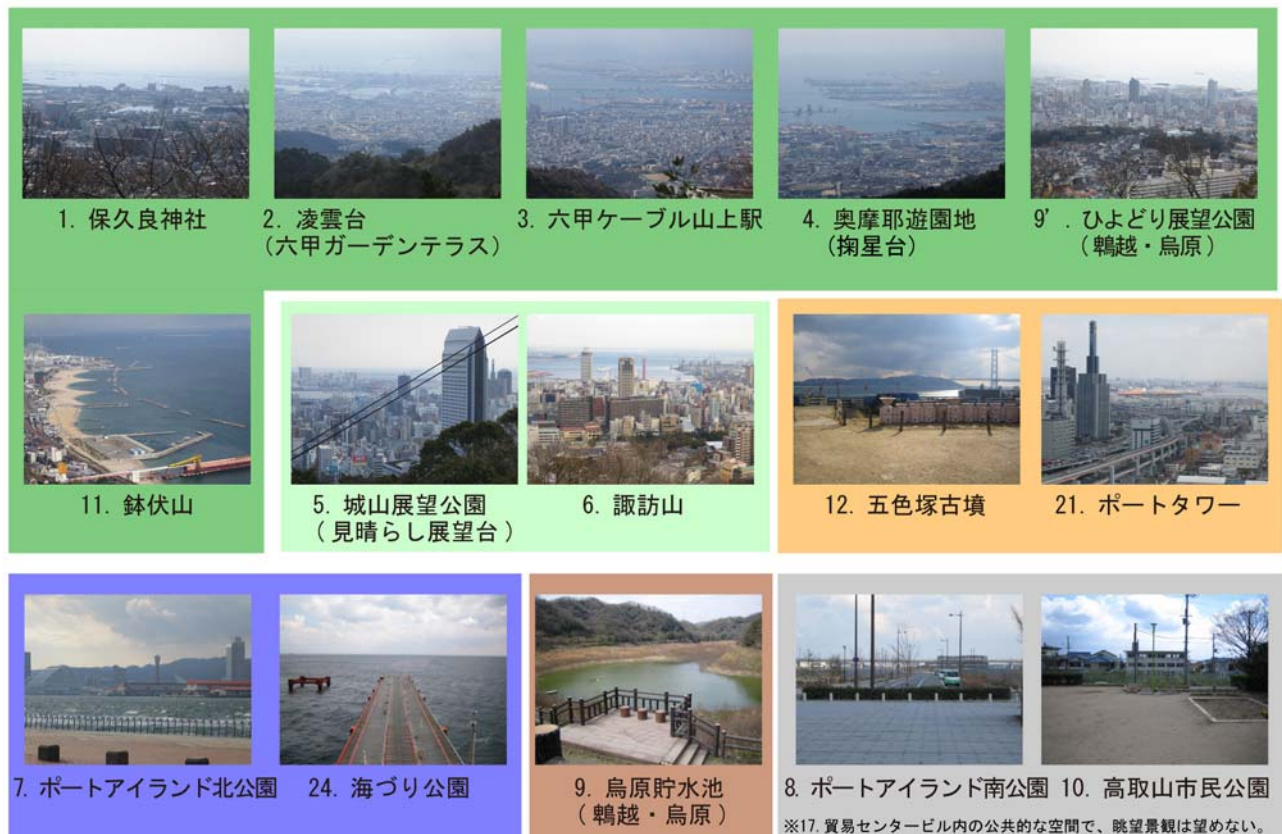 1. 保久良神社
2. 凌雲台
(六甲ガーデンテラス)
3. 六甲ケーブル山上駅
4. 奥摩耶遊園地
(掬星台)
9’. ひよどり展望公園
(鵯越・烏原)
11. 鉢伏山
5. 城山展望公園
(見晴らし展望台)
6. 諏訪山
12. 五色塚古墳
21. ポートタワー
7. ポートアイランド北公園
24. 海づり公園
9. 烏原貯水池
(鵯越・烏原)
8. ポートアイランド南公園
10. 高取山市民公園
※17. 貿易センタービル内の公共的な空間で、眺望景観は望めない。